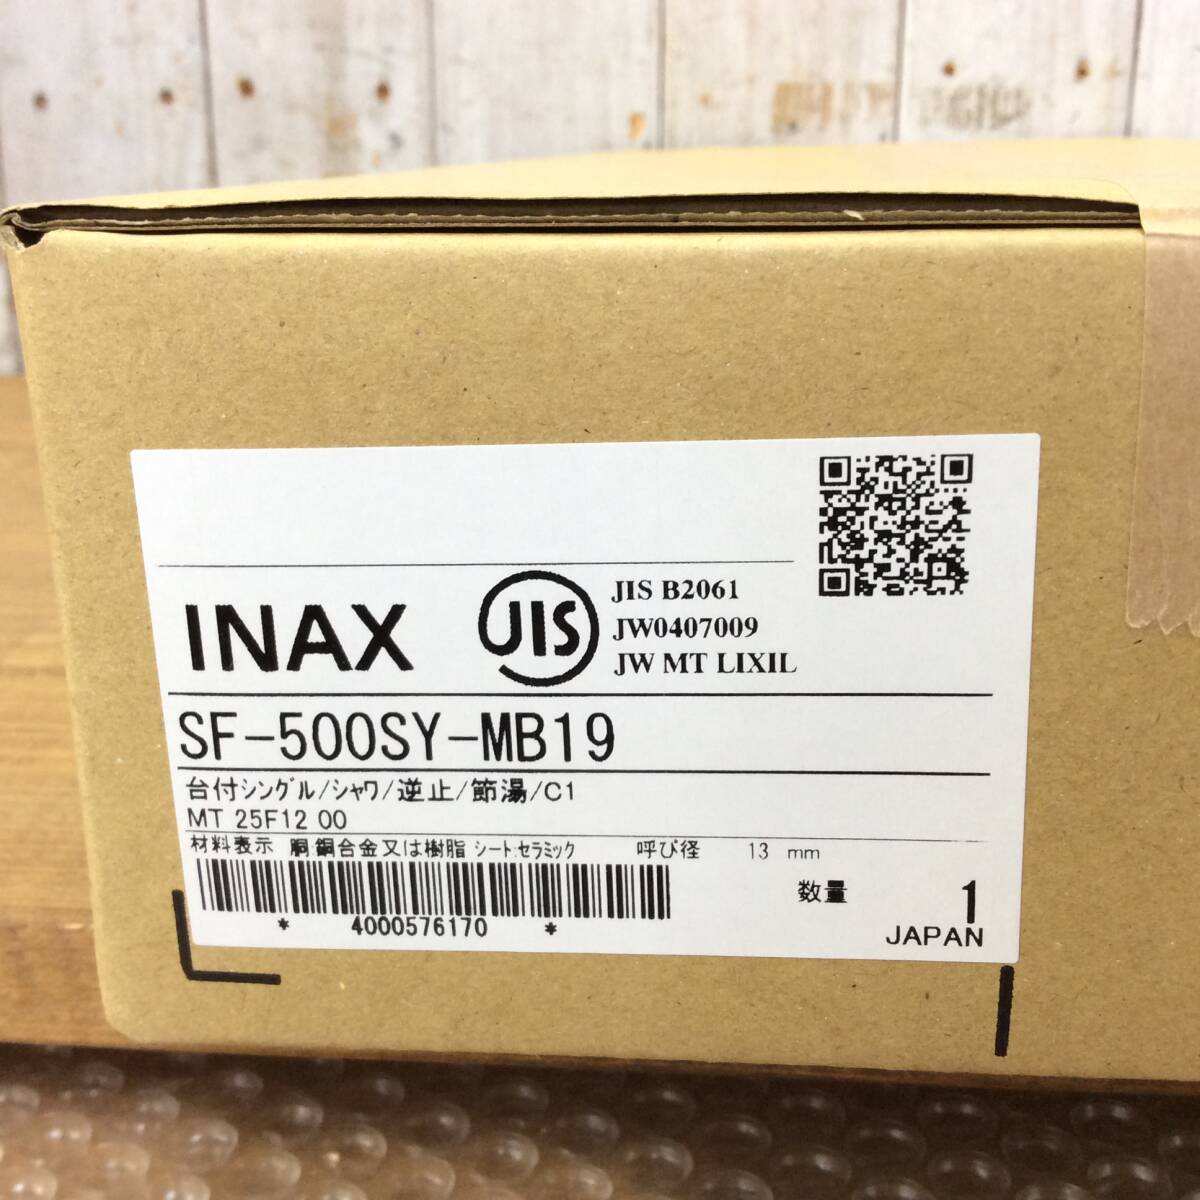 INAX
JIS
JIS B2061
JW0407009
JW MT LIXIL
SF-500SY-MB19
台付シングル/シャワ/逆止/節湯/C1
MT 25F12 00
材料表示 胴:銅合金又は樹脂 シート:セラミック 呼び径 13 mm
* 4000576170 *
数量 1
JAPAN